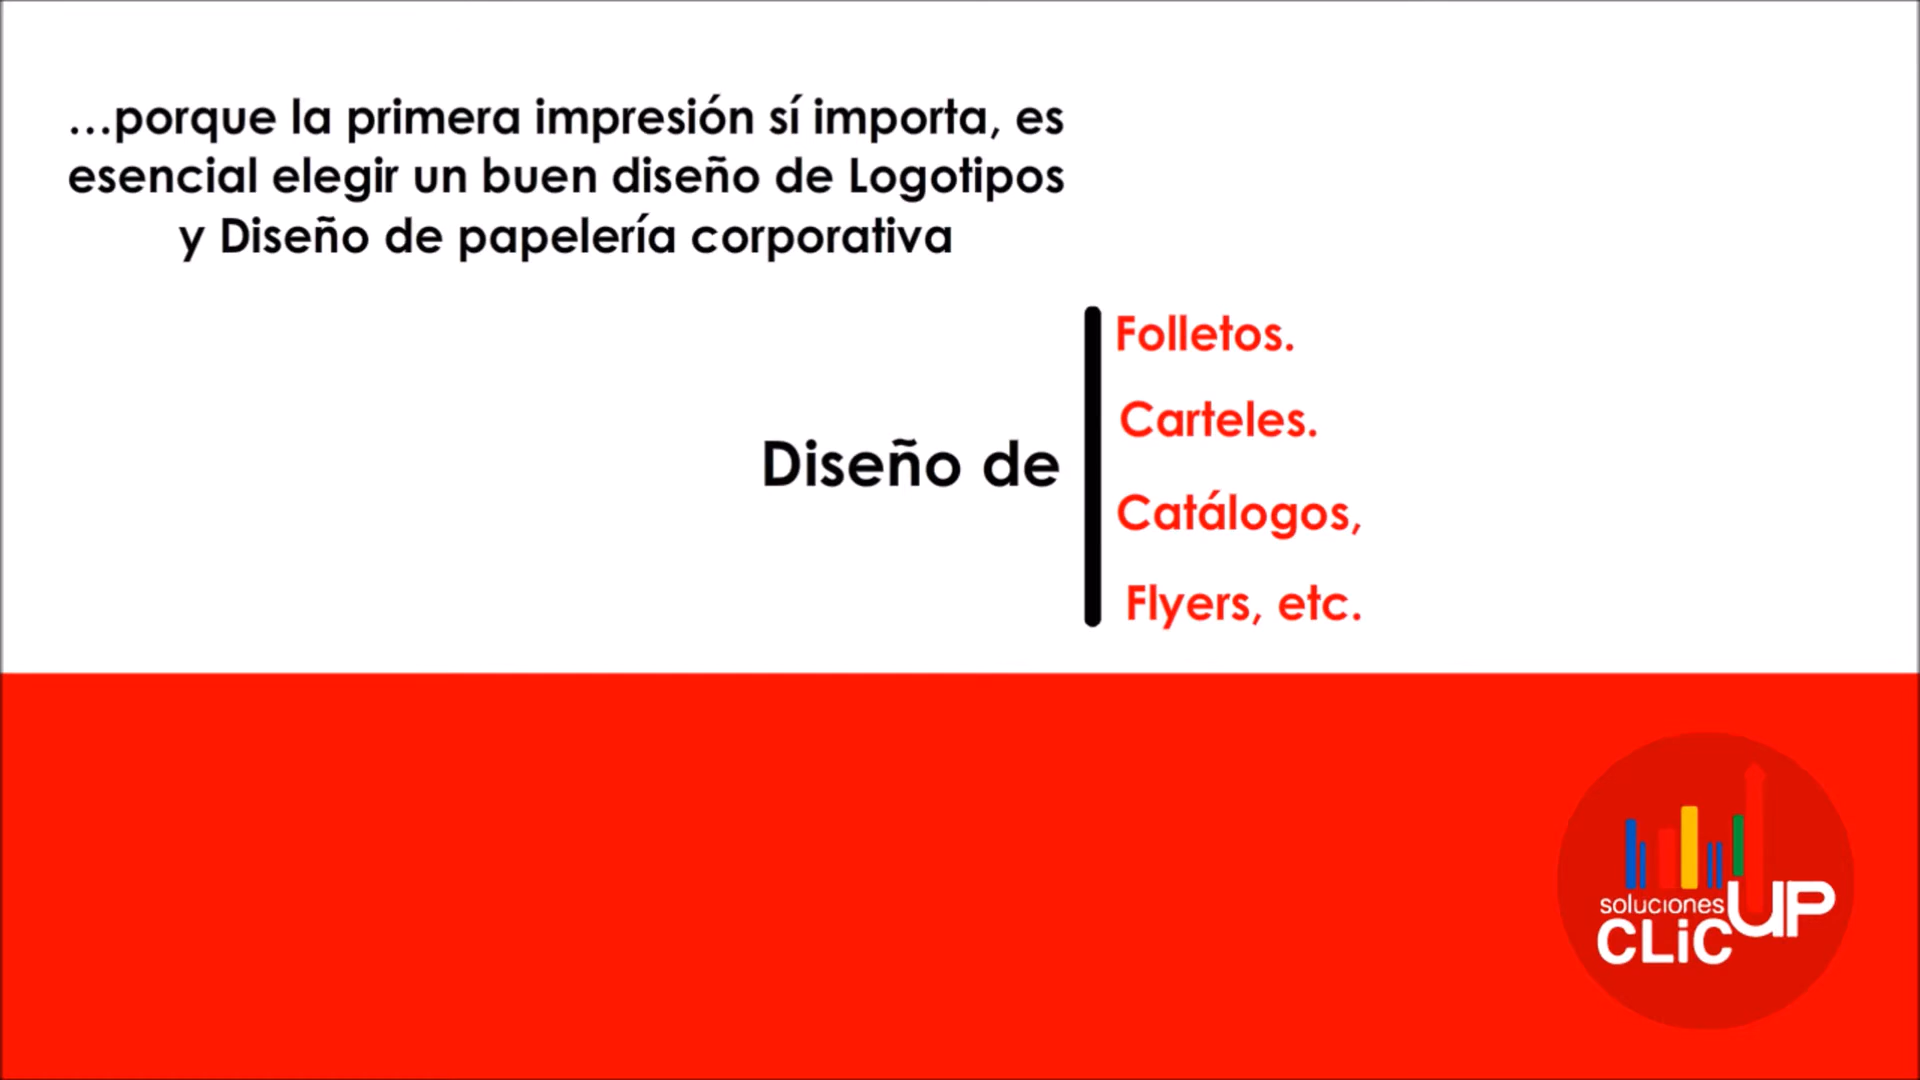 ...porque la primera impresión sí importa, es
esencial elegir un buen diseño de Logotipos
y Diseño de papelería corporativa
Diseño de
Folletos.
Carteles.
Catálogos,
Flyers, etc.
soluciones
CLiC UP